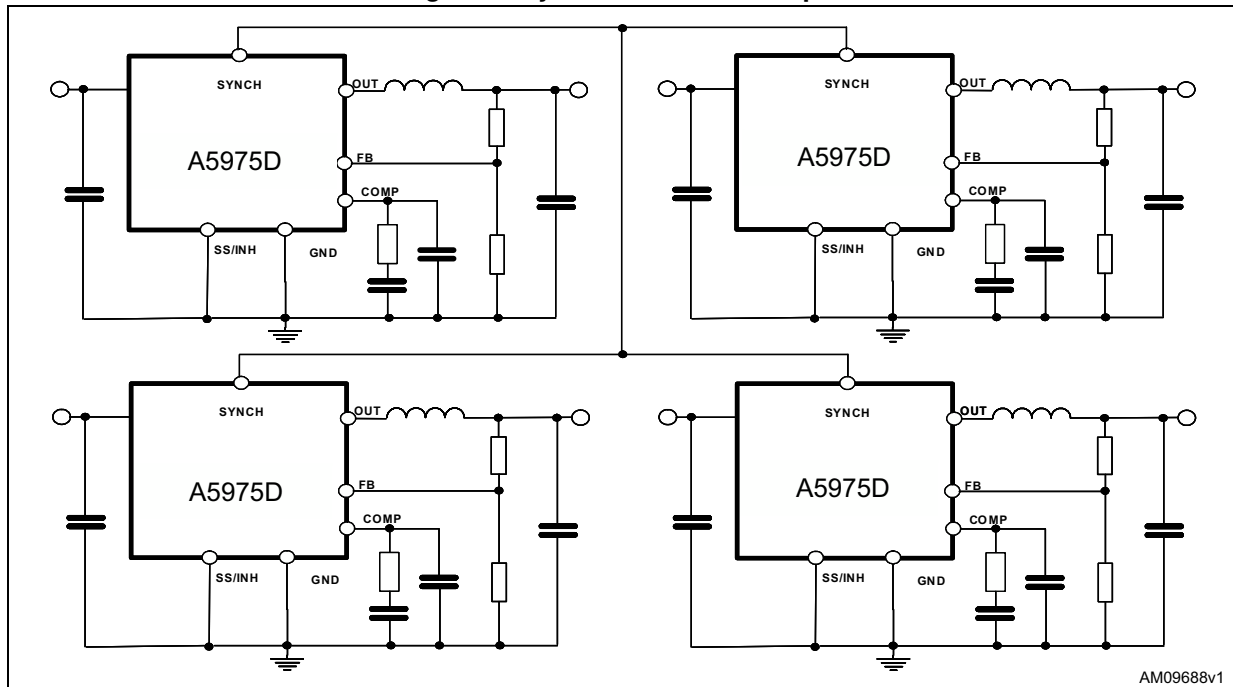 SYNCH
OUT
A5975D
FB
COMP
SS/INH
GND
SYNCH
OUT
A5975D
FB
COMP
SS/INH
GND
SYNCH
OUT
A5975D
FB
COMP
SS/INH
GND
SYNCH
OUT
A5975D
FB
COMP
SS/INH
GND
AM09688v1